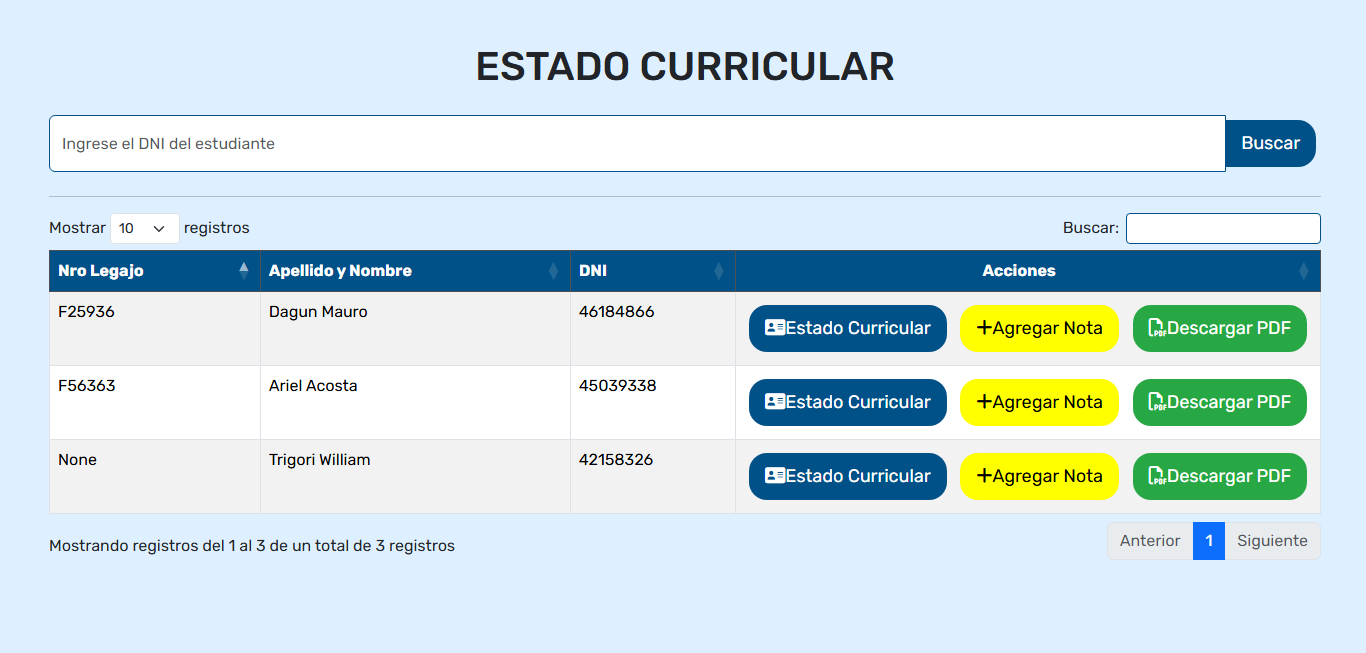 ESTADO CURRICULAR
Ingrese el DNI del estudiante
Buscar
Mostrar 10 registros
Buscar:
Nro Legajo Apellido y Nombre DNI Acciones
F25936 Dagun Mauro 46184866 Estado Curricular Agregar Nota Descargar PDF
F56363 Ariel Acosta 45039338 Estado Curricular Agregar Nota Descargar PDF
None Trigori William 42158326 Estado Curricular Agregar Nota Descargar PDF
Mostrando registros del 1 al 3 de un total de 3 registros
Anterior 1 Siguiente